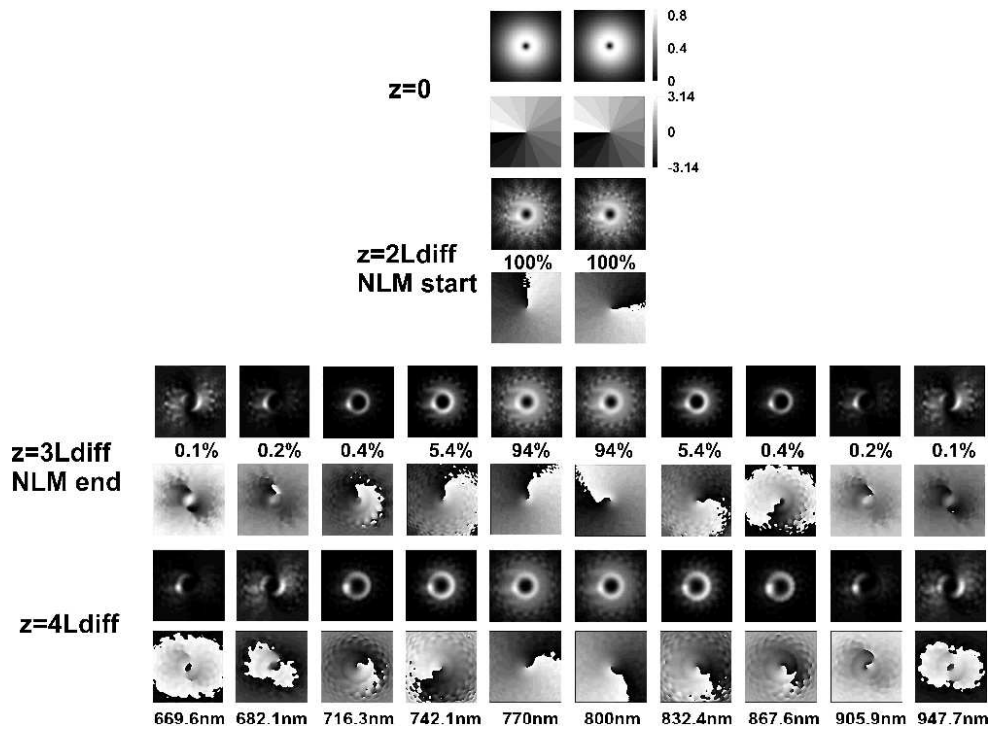 0.8
0.4
0
z=0
3.14
0
-3.14
z=2Ldiff
NLM start
100% 100%
z=3Ldiff
NLM end
0.1% 0.2% 0.4% 5.4% 94% 94% 5.4% 0.4% 0.2% 0.1%
z=4Ldiff
669.6nm 682.1nm 716.3nm 742.1nm 770nm 800nm 832.4nm 867.6nm 905.9nm 947.7nm